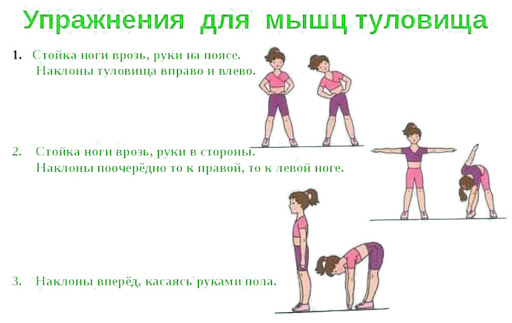 Упражнения для мышц туловища
1. Стойка ноги врозь, руки на поясе.
Наклоны туловища вправо и влево.
2. Стойка ноги врозь, руки в стороны.
Наклоны поочерёдно то к правой, то к левой ноге.
3. Наклоны вперёд, касаясь руками пола.